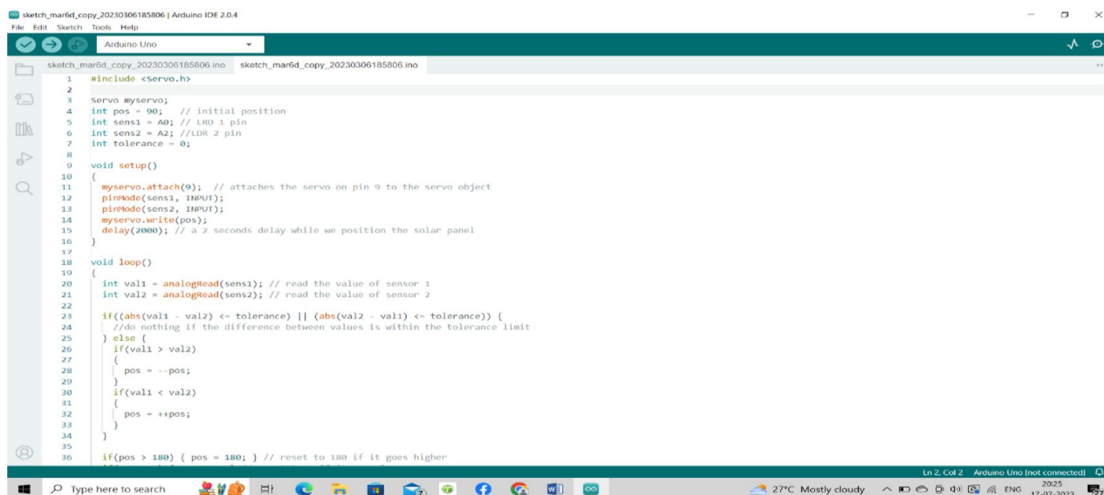 sketch_mar6d_copy_20230306185806 | Arduino IDE 2.0.4
File Edit Sketch Tools Help
Arduino Uno
sketch_mar6d_copy_20230306185806.ino sketch_mar6d_copy_20230306185806.ino
1 #include <Servo.h>
2
3 Servo myservo;
4 int pos = 90; // initial position
5 int sens1 = A0; // LRD 1 pin
6 int sens2 = A2; //LDR 2 pin
7 int tolerance = 0;
8
9 void setup()
10 {
11 myservo.attach(9); // attaches the servo on pin 9 to the servo object
12 pinMode(sens1, INPUT);
13 pinMode(sens2, INPUT);
14 myservo.write(pos);
15 delay(2000); // a 2 seconds delay while we position the solar panel
16 }
17
18 void loop()
19 {
20 int val1 = analogRead(sens1); // read the value of sensor 1
21 int val2 = analogRead(sens2); // read the value of sensor 2
22
23 if((abs(val1 - val2) <= tolerance) || (abs(val2 - val1) <= tolerance)) {
24 //do nothing if the difference between values is within the tolerance limit
25 } else {
26 if(val1 > val2)
27 {
28 pos = --pos;
29 }
30 if(val1 < val2)
31 {
32 pos = ++pos;
33 }
34 }
35
36 if(pos > 180) { pos = 180; } // reset to 180 if it goes higher
Ln 2, Col 2 Arduino Uno [not connected]
Type here to search
27°C Mostly cloudy
ENG
20:25
17-07-2023